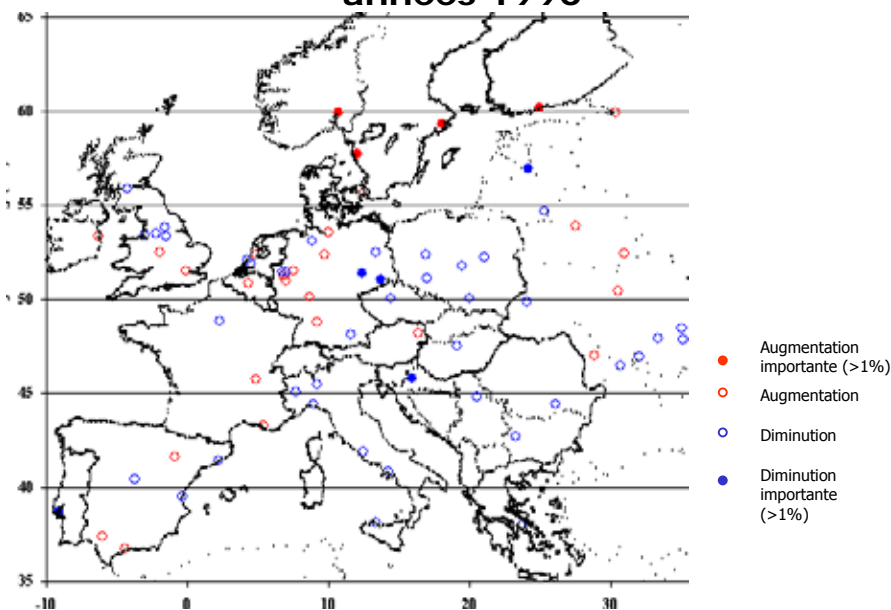 années 1990
65
60
55
50
45
40
35
-10
0
10
20
30
Augmentation
importante (>1%)
Augmentation
Diminution
Diminution
importante
(>1%)